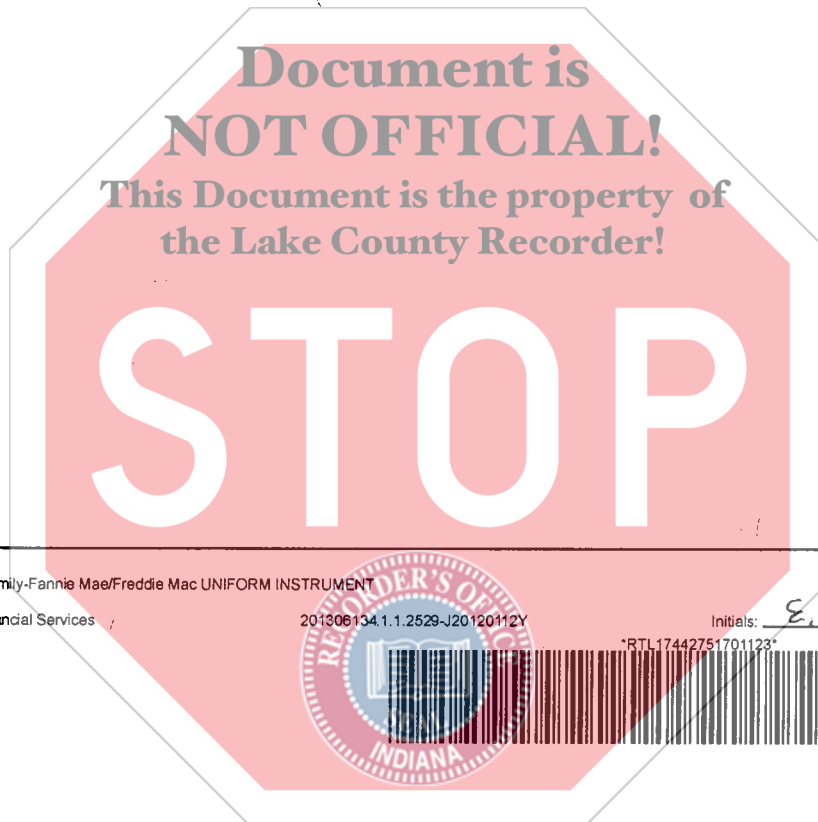 Document is
NOT OFFICIAL!
This Document is the property of
the Lake County Recorder!
STOP
mily-Fannie Mae/Freddie Mac UNIFORM INSTRUMENT
ncial Services
201306134.1.1.2529-J20120112Y
Initials: E.
*RTL17442751701123*
RECORDER'S OFFICE
SEAL
INDIANA